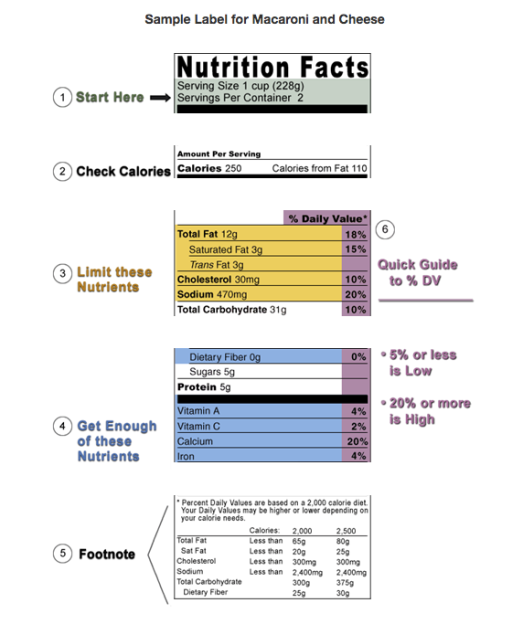 Sample Label for Macaroni and Cheese
Nutrition Facts
1 Start Here
Serving Size 1 cup (228g)
Servings Per Container 2
2 Check Calories
Amount Per Serving
Calories 250 Calories from Fat 110
% Daily Value*
3 Limit these
Nutrients
Total Fat 12g 18%
Saturated Fat 3g 15%
Trans Fat 3g
Cholesterol 30mg 10%
Sodium 470mg 20%
Total Carbohydrate 31g 10%
6
Quick Guide
to % DV
4 Get Enough
of these
Nutrients
Dietary Fiber 0g 0%
Sugars 5g
Protein 5g
Vitamin A 4%
Vitamin C 2%
Calcium 20%
Iron 4%
• 5% or less
is Low
• 20% or more
is High
5 Footnote
* Percent Daily Values are based on a 2,000 calorie diet.
Your Daily Values may be higher or lower depending on
your calorie needs.
Calories: 2,000 2,500
Total Fat Less than 65g 80g
Sat Fat Less than 20g 25g
Cholesterol Less than 300mg 300mg
Sodium Less than 2,400mg 2,400mg
Total Carbohydrate 300g 375g
Dietary Fiber 25g 30g